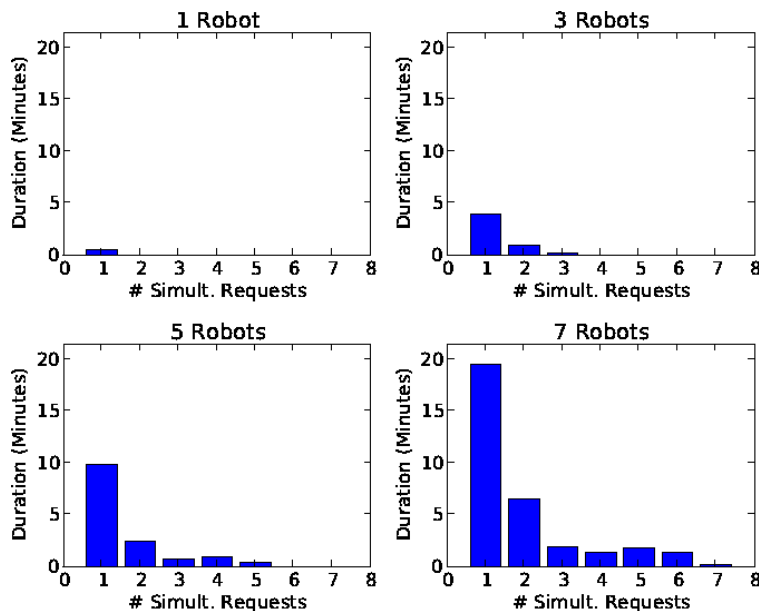 1 Robot
20
15
10
5
0
Duration (Minutes)
0 1 2 3 4 5 6 7 8
# Simult. Requests
3 Robots
20
15
10
5
0
Duration (Minutes)
0 1 2 3 4 5 6 7 8
# Simult. Requests
5 Robots
20
15
10
5
0
Duration (Minutes)
0 1 2 3 4 5 6 7 8
# Simult. Requests
7 Robots
20
15
10
5
0
Duration (Minutes)
0 1 2 3 4 5 6 7 8
# Simult. Requests